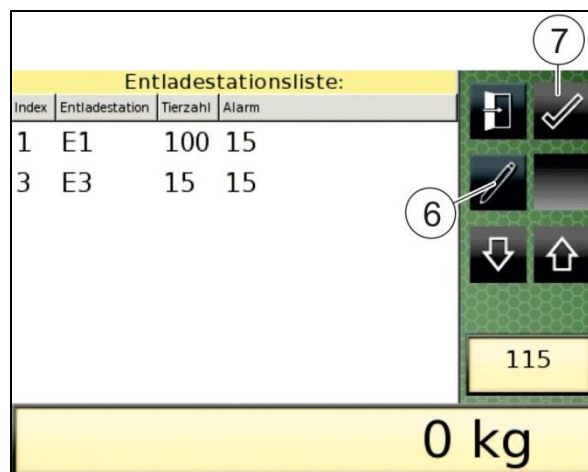 7
Entladestationsliste:
Index Entladestation Tierzahl Alarm
1 E1 100 15
3 E3 15 15
6
115
0 kg